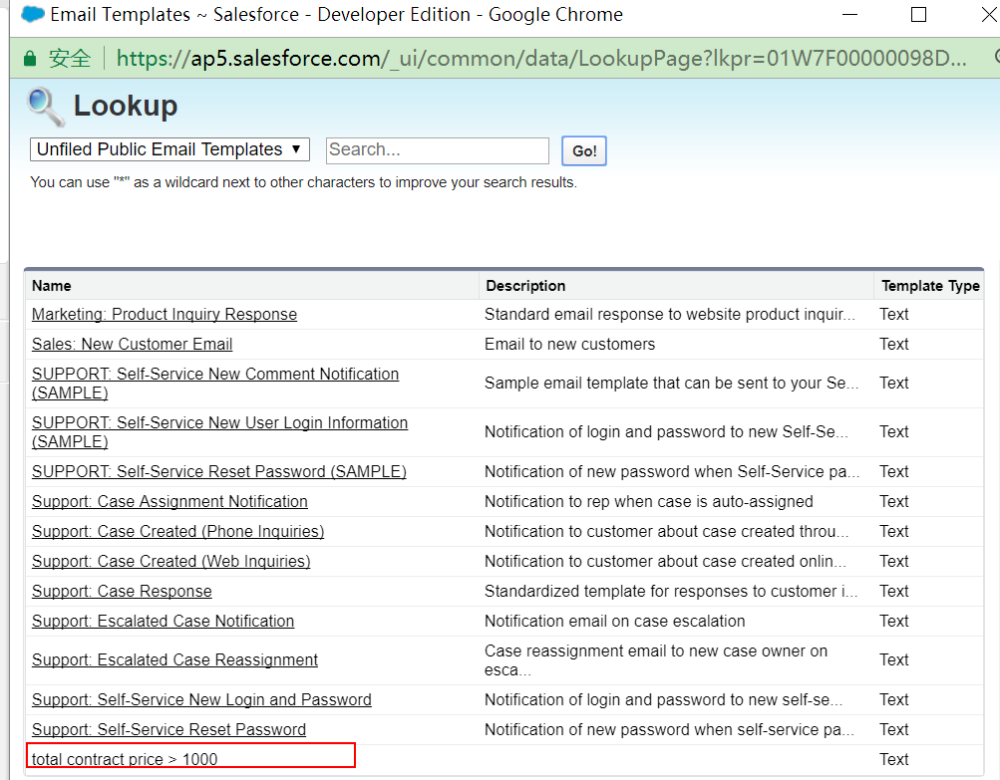 Email Templates ~ Salesforce - Developer Edition - Google Chrome
安全 https://ap5.salesforce.com/_ui/common/data/LookupPage?lkpr=01W7F00000098D...
Lookup
Unfiled Public Email Templates ▼ Search... Go!
You can use "*" as a wildcard next to other characters to improve your search results.
Name Description Template Type
Marketing: Product Inquiry Response Standard email response to website product inquir... Text
Sales: New Customer Email Email to new customers Text
SUPPORT: Self-Service New Comment Notification
(SAMPLE) Sample email template that can be sent to your Se... Text
SUPPORT: Self-Service New User Login Information
(SAMPLE) Notification of login and password to new Self-Se... Text
SUPPORT: Self-Service Reset Password (SAMPLE) Notification of new password when Self-Service pa... Text
Support: Case Assignment Notification Notification to rep when case is auto-assigned Text
Support: Case Created (Phone Inquiries) Notification to customer about case created throu... Text
Support: Case Created (Web Inquiries) Notification to customer about case created onlin... Text
Support: Case Response Standardized template for responses to customer i... Text
Support: Escalated Case Notification Notification email on case escalation Text
Support: Escalated Case Reassignment Case reassignment email to new case owner on
esca... Text
Support: Self-Service New Login and Password Notification of login and password to new self-se... Text
Support: Self-Service Reset Password Notification of new password when self-service pa... Text
total contract price > 1000 Text